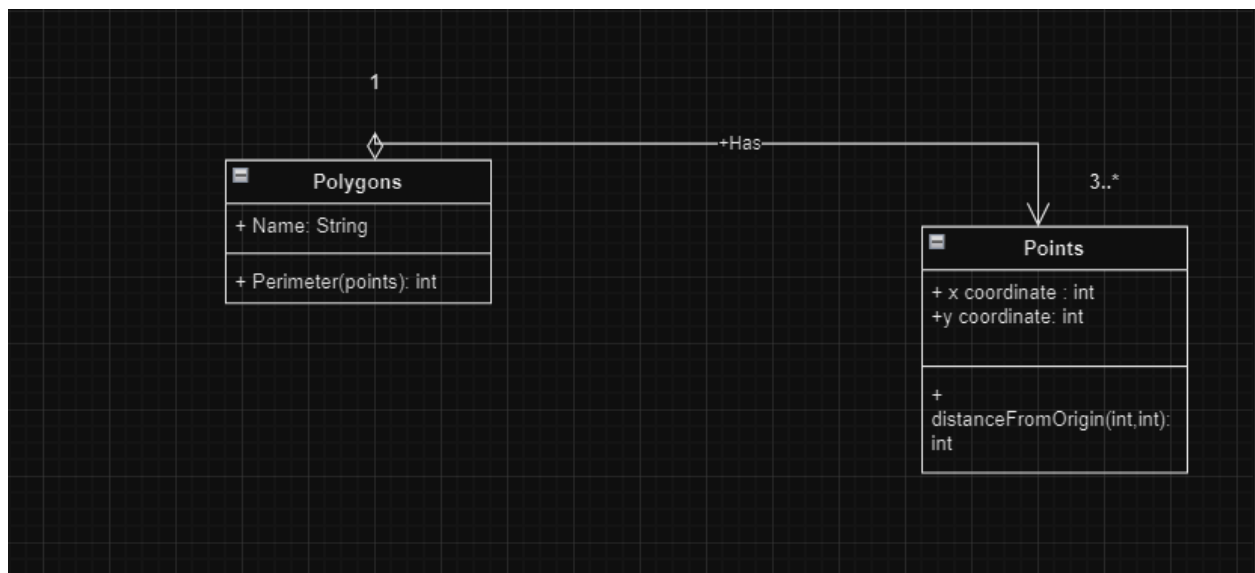 1
+Has
3..*
Polygons
+ Name: String
+ Perimeter(points): int
Points
+ x coordinate : int
+y coordinate: int
+
distanceFromOrigin(int,int):
int